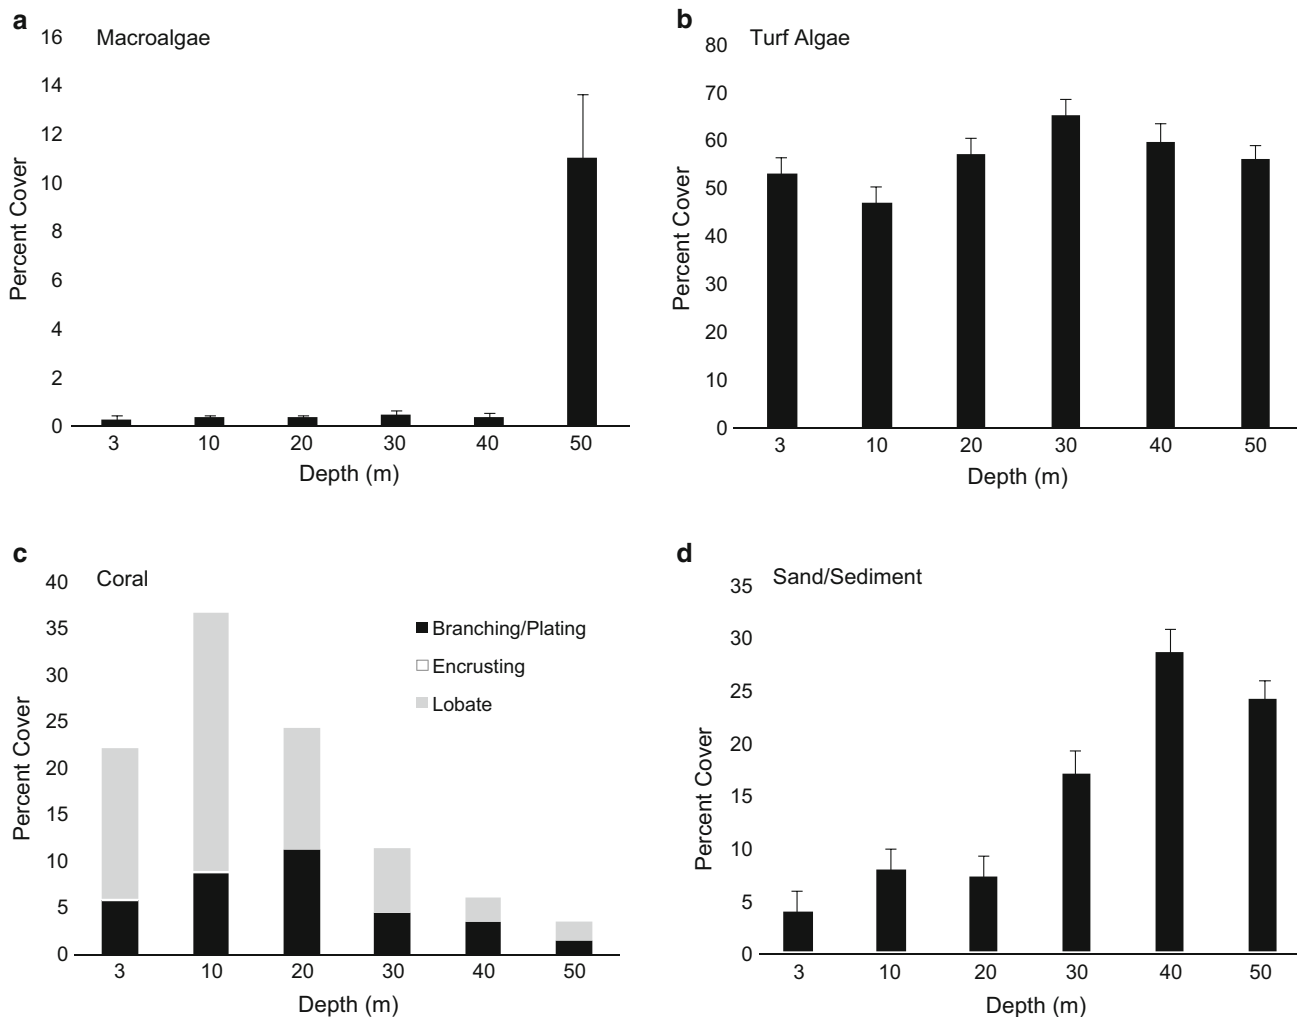 a
Macroalgae
16
14
12
10
8
6
4
2
0
Percent Cover
3 10 20 30 40 50
Depth (m)
b
Turf Algae
80
70
60
50
40
30
20
10
0
Percent Cover
3 10 20 30 40 50
Depth (m)
c
Coral
40
35
30
25
20
15
10
5
0
Percent Cover
Branching/Plating
Encrusting
Lobate
3 10 20 30 40 50
Depth (m)
d
Sand/Sediment
35
30
25
20
15
10
5
0
Percent Cover
3 10 20 30 40 50
Depth (m)